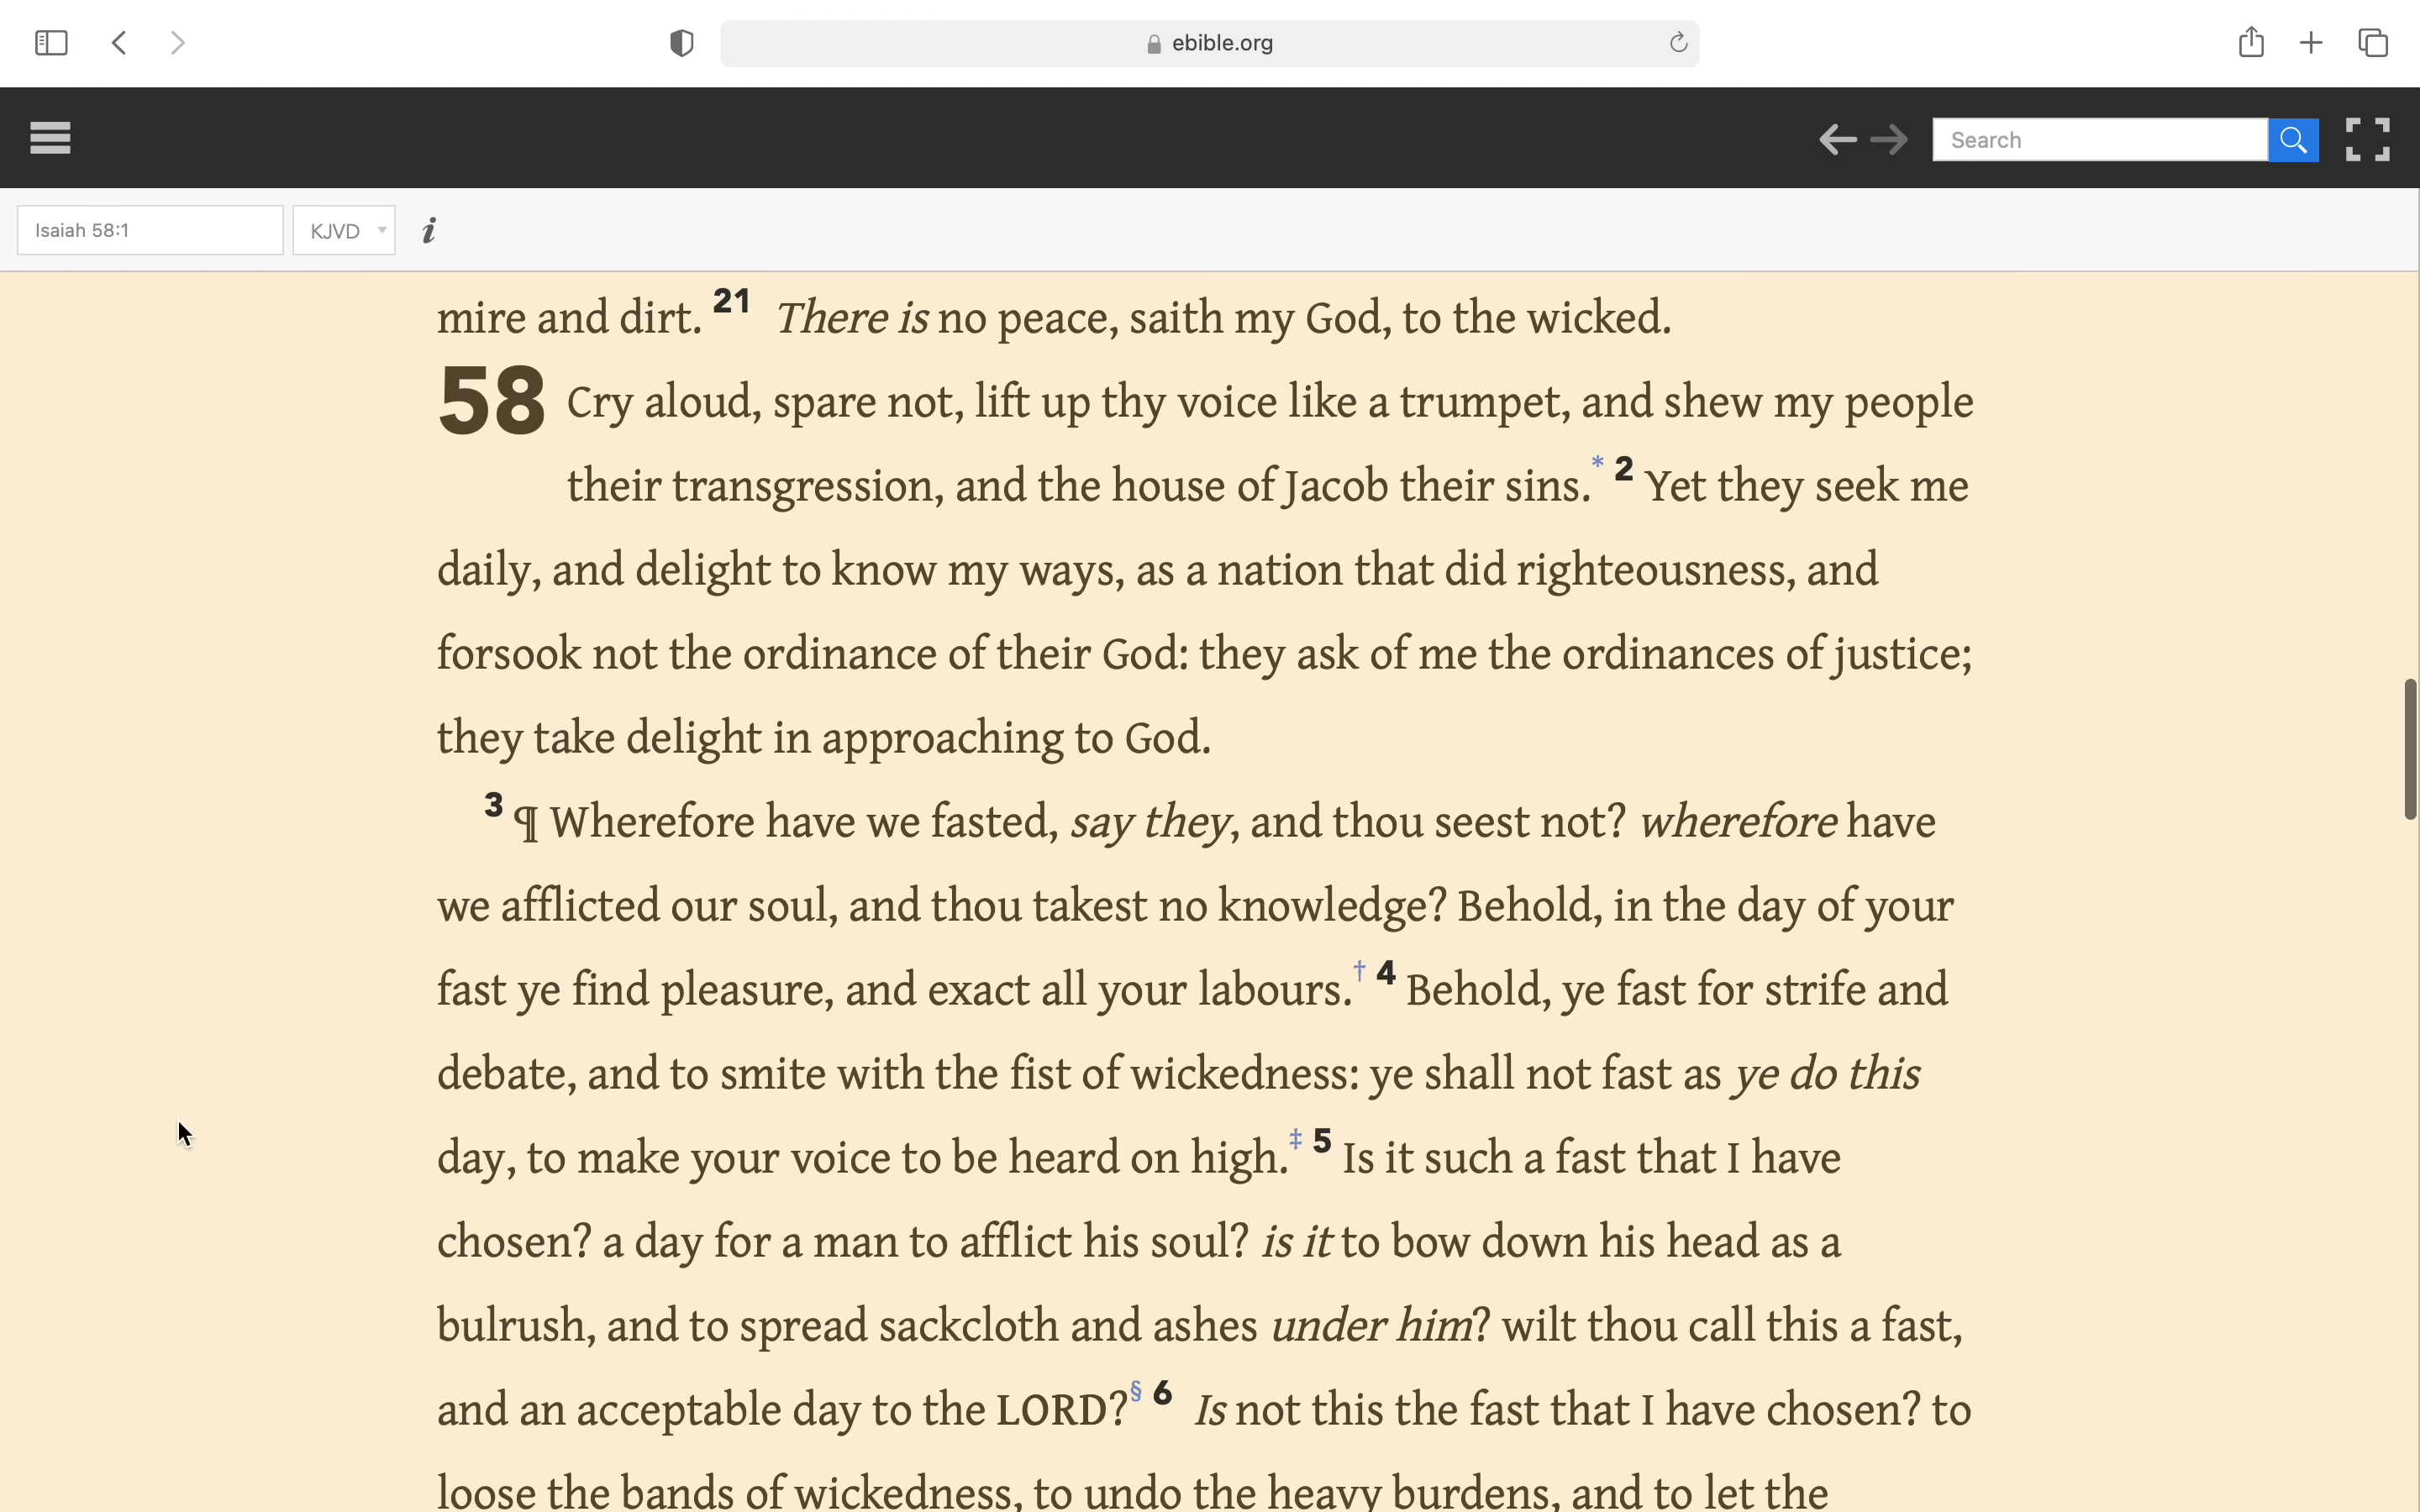 ebible.org
Search
Isaiah 58:1
KJVD
i
mire and dirt. 21 There is no peace, saith my God, to the wicked.
58 Cry aloud, spare not, lift up thy voice like a trumpet, and shew my people
their transgression, and the house of Jacob their sins.* 2 Yet they seek me
daily, and delight to know my ways, as a nation that did righteousness, and
forsook not the ordinance of their God: they ask of me the ordinances of justice;
they take delight in approaching to God.
3 ¶ Wherefore have we fasted, say they, and thou seest not? wherefore have
we afflicted our soul, and thou takest no knowledge? Behold, in the day of your
fast ye find pleasure, and exact all your labours.† 4 Behold, ye fast for strife and
debate, and to smite with the fist of wickedness: ye shall not fast as ye do this
day, to make your voice to be heard on high.‡ 5 Is it such a fast that I have
chosen? a day for a man to afflict his soul? is it to bow down his head as a
bulrush, and to spread sackcloth and ashes under him? wilt thou call this a fast,
and an acceptable day to the LORD?§ 6 Is not this the fast that I have chosen? to
loose the bands of wickedness, to undo the heavy burdens, and to let the